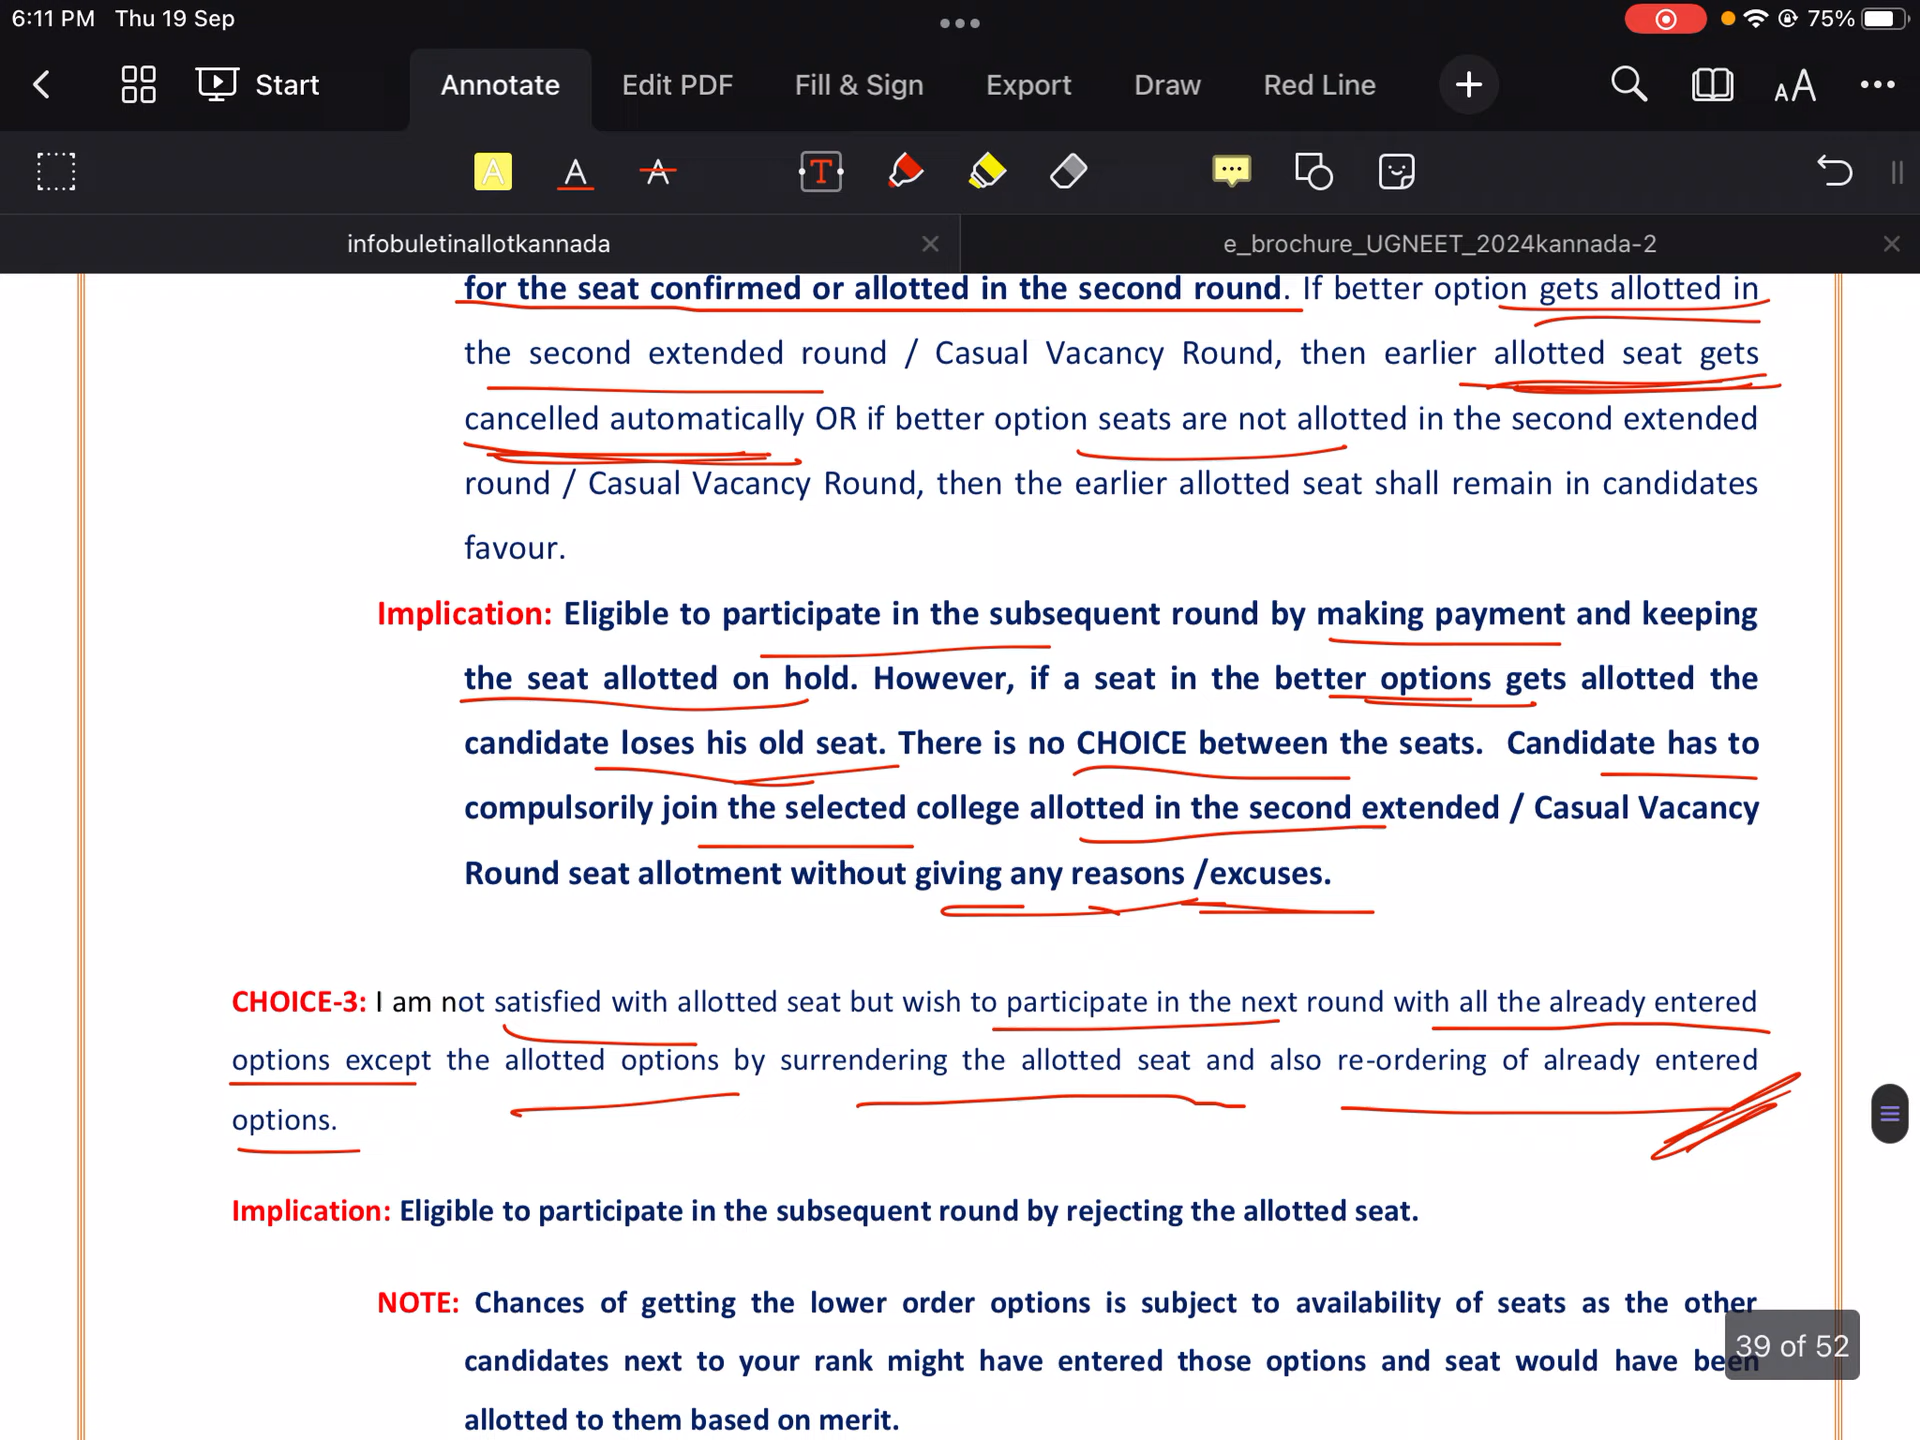 6:11 PM Thu 19 Sep
75%
Start
Annotate
Edit PDF
Fill & Sign
Export
Draw
Red Line
infobuletinallotkannada
e_brochure_UGNEET_2024kannada-2
for the seat confirmed or allotted in the second round. If better option gets allotted in
the second extended round / Casual Vacancy Round, then earlier allotted seat gets
cancelled automatically OR if better option seats are not allotted in the second extended
round / Casual Vacancy Round, then the earlier allotted seat shall remain in candidates
favour.
Implication: Eligible to participate in the subsequent round by making payment and keeping
the seat allotted on hold. However, if a seat in the better options gets allotted the
candidate loses his old seat. There is no CHOICE between the seats. Candidate has to
compulsorily join the selected college allotted in the second extended / Casual Vacancy
Round seat allotment without giving any reasons /excuses.
CHOICE-3: I am not satisfied with allotted seat but wish to participate in the next round with all the already entered
options except the allotted options by surrendering the allotted seat and also re-ordering of already entered
options.
Implication: Eligible to participate in the subsequent round by rejecting the allotted seat.
NOTE: Chances of getting the lower order options is subject to availability of seats as the other
candidates next to your rank might have entered those options and seat would have been
allotted to them based on merit.
39 of 52